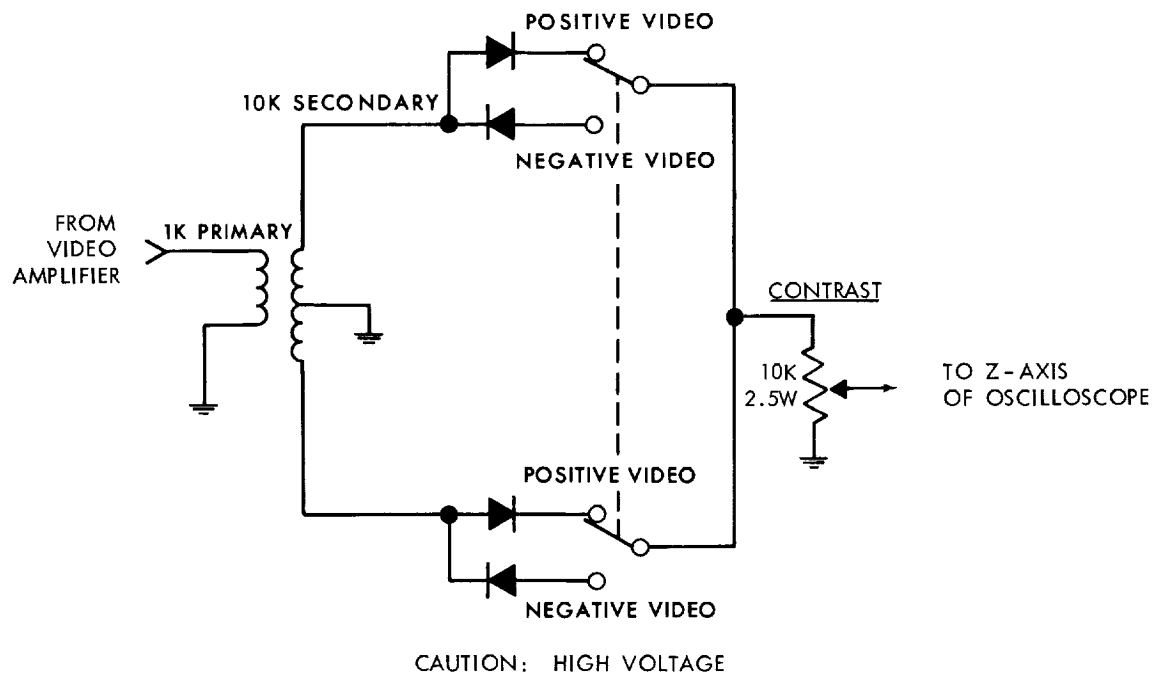 POSITIVE VIDEO
10K SECONDARY
NEGATIVE VIDEO
FROM
VIDEO
AMPLIFIER
1K PRIMARY
CONTRAST
10K
2.5W
TO Z-AXIS
OF OSCILLOSCOPE
POSITIVE VIDEO
NEGATIVE VIDEO
CAUTION: HIGH VOLTAGE